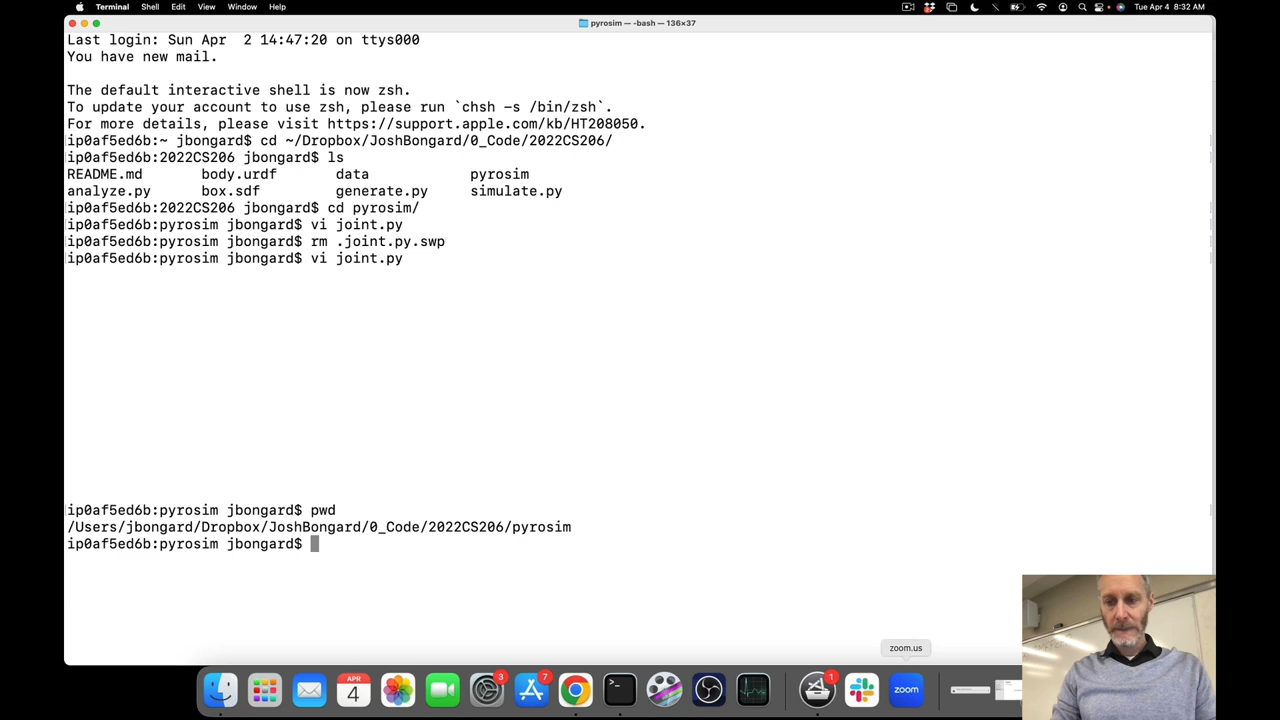 Terminal Shell Edit View Window Help Tue Apr 4 8:32 AM
pyrosim — -bash — 136×37
Last login: Sun Apr  2 14:47:20 on ttys000
You have new mail.
The default interactive shell is now zsh.
To update your account to use zsh, please run `chsh -s /bin/zsh`.
For more details, please visit https://support.apple.com/kb/HT208050.
ip0af5ed6b:~ jbongard$ cd ~/Dropbox/JoshBongard/0_Code/2022CS206/
ip0af5ed6b:2022CS206 jbongard$ ls
README.md body.urdf data pyrosim
analyze.py box.sdf generate.py simulate.py
ip0af5ed6b:2022CS206 jbongard$ cd pyrosim/
ip0af5ed6b:pyrosim jbongard$ vi joint.py
ip0af5ed6b:pyrosim jbongard$ rm .joint.py.swp
ip0af5ed6b:pyrosim jbongard$ vi joint.py
ip0af5ed6b:pyrosim jbongard$ pwd
/Users/jbongard/Dropbox/JoshBongard/0_Code/2022CS206/pyrosim
ip0af5ed6b:pyrosim jbongard$
zoom.us
APR
4
3
7
1
zoom